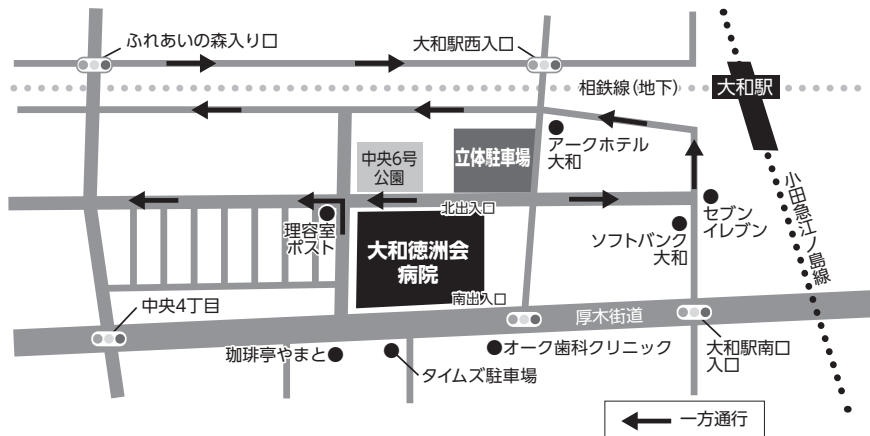 ふれあいの森入り口
大和駅西入口
相鉄線(地下)
大和駅
アークホテル
大和
立体駐車場
中央6号
公園
北出入口
セブン
イレブン
ソフトバンク
大和
小田急江ノ島線
理容室
ポスト
大和徳洲会
病院
南出入口
中央4丁目
厚木街道
大和駅南口
入口
珈琲亭やまと
オーク歯科クリニック
タイムズ駐車場
一方通行